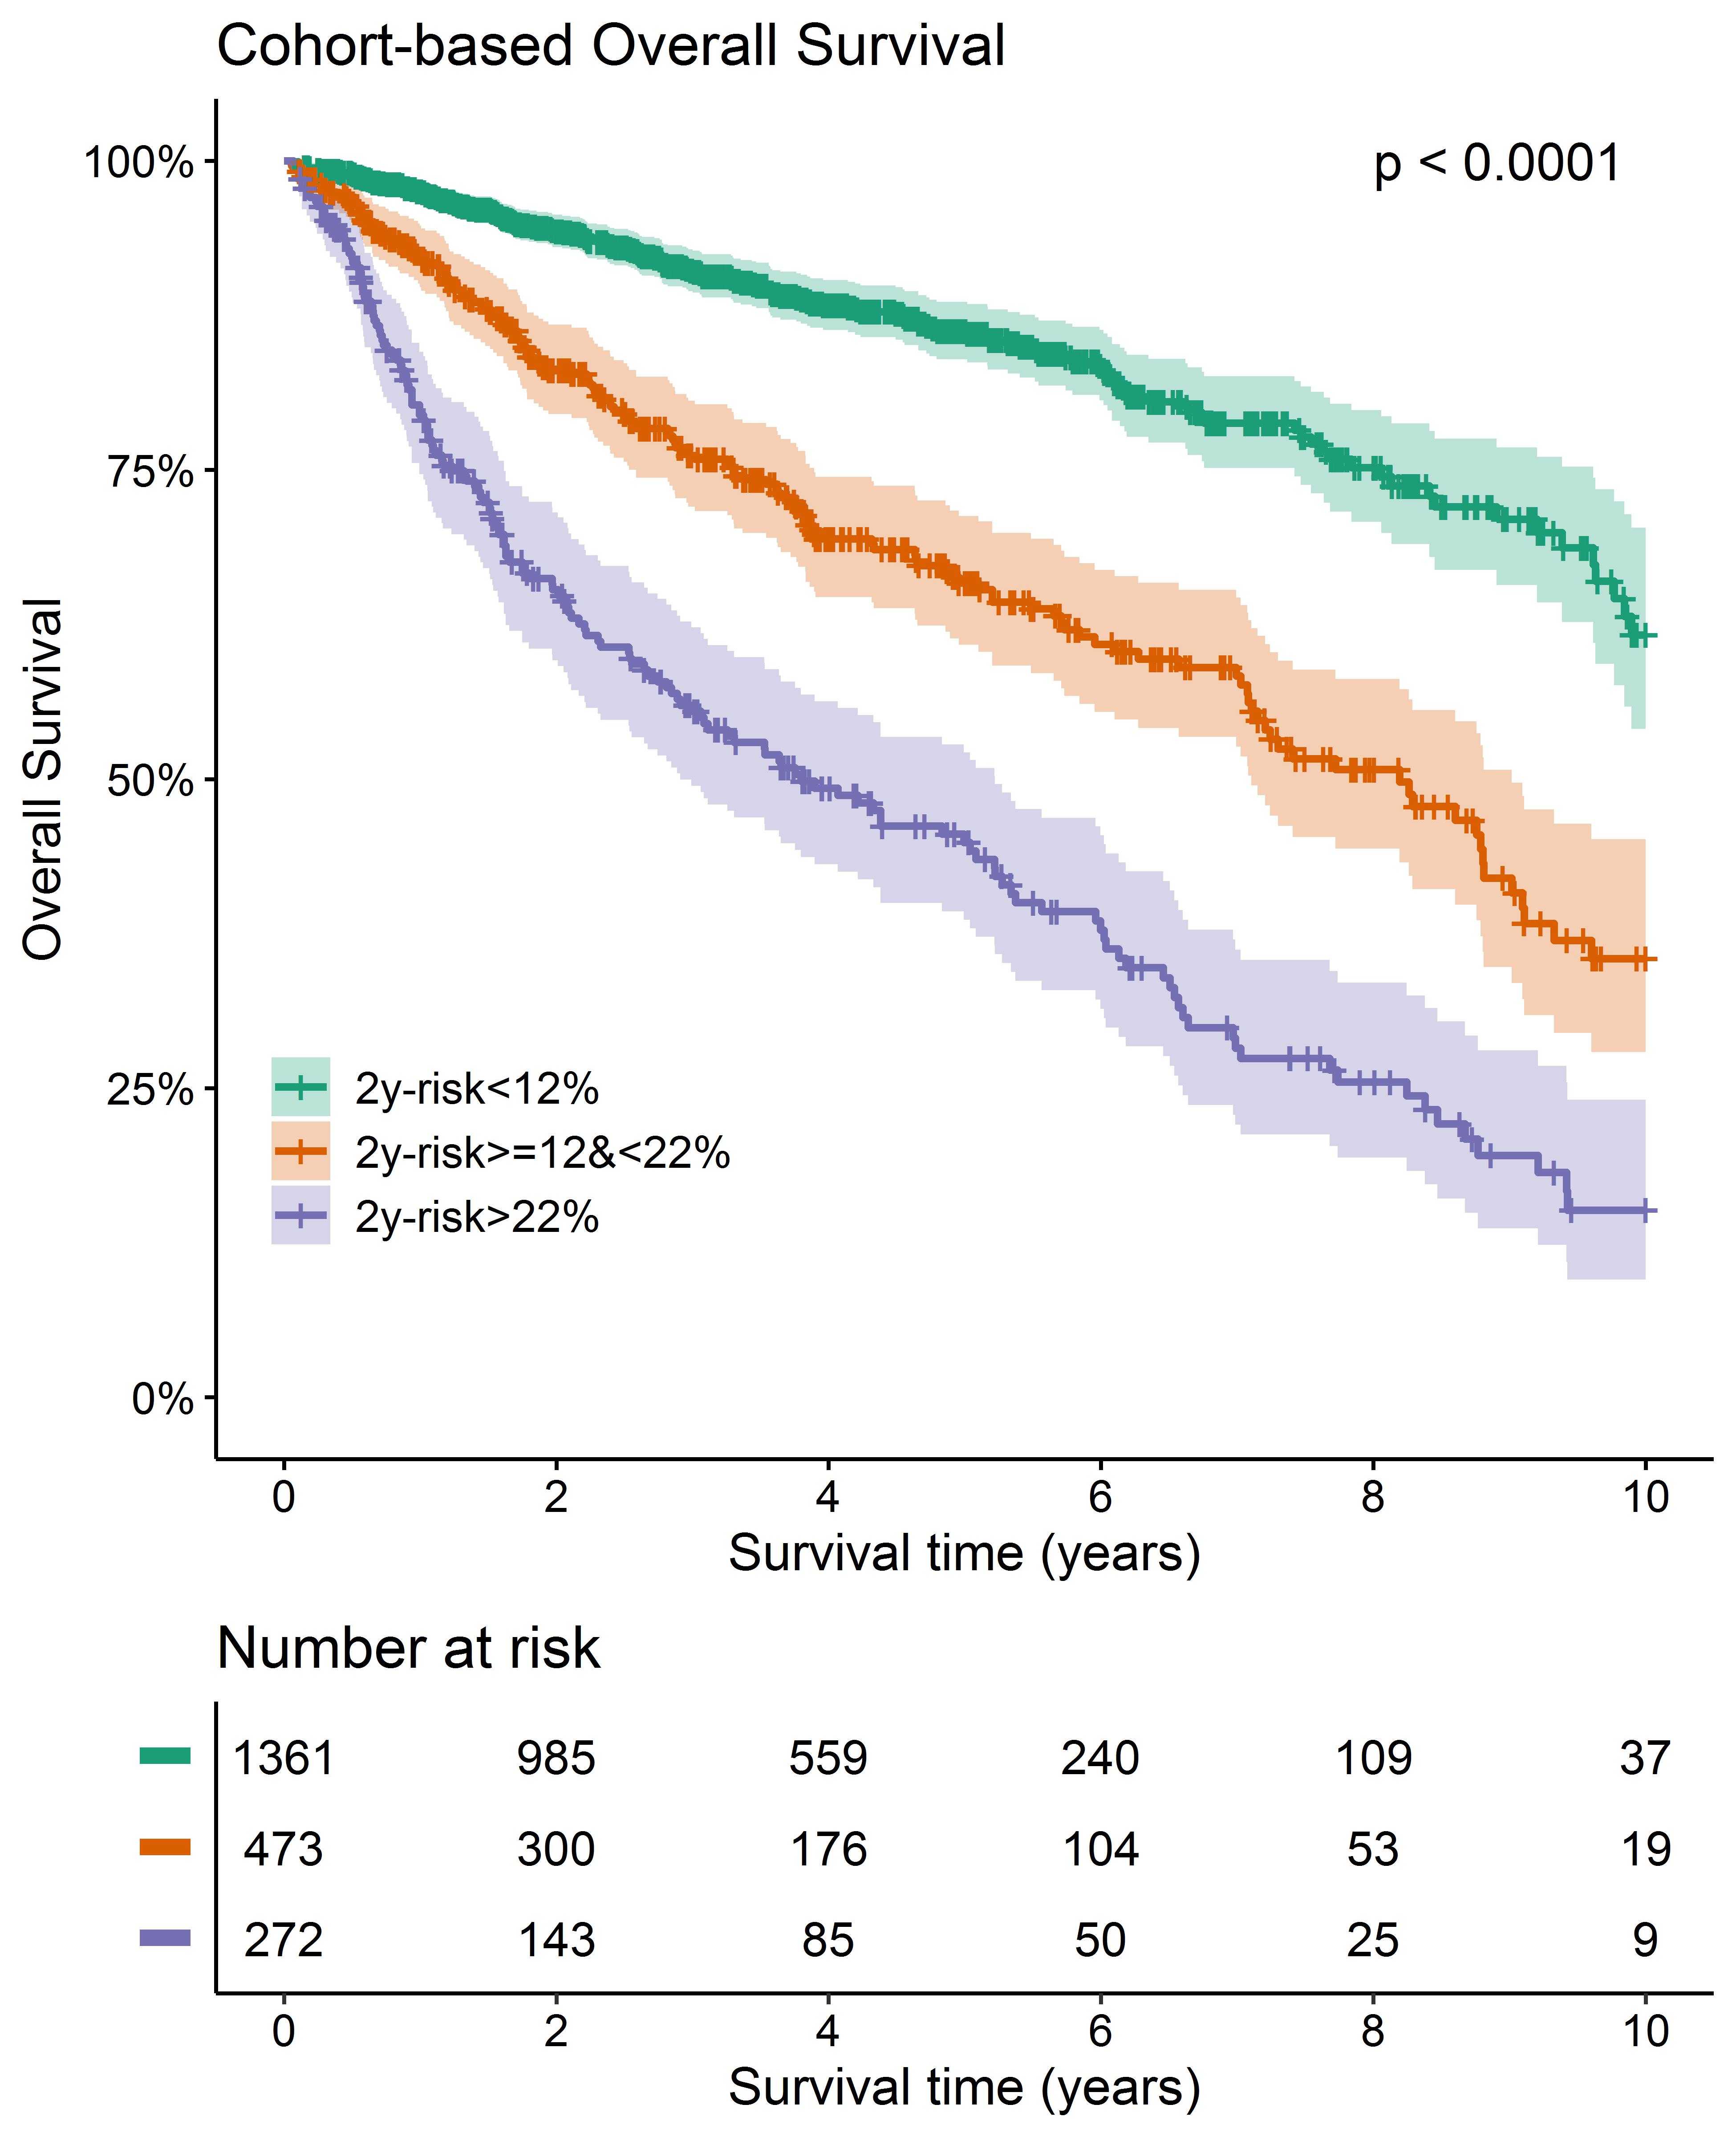 Cohort-based Overall Survival
p < 0.0001
100%
75%
50%
25%
0%
Overall Survival
2y-risk<12%
2y-risk>=12&<22%
2y-risk>22%
0 2 4 6 8 10
Survival time (years)
Number at risk
1361 985 559 240 109 37
473 300 176 104 53 19
272 143 85 50 25 9
0 2 4 6 8 10
Survival time (years)